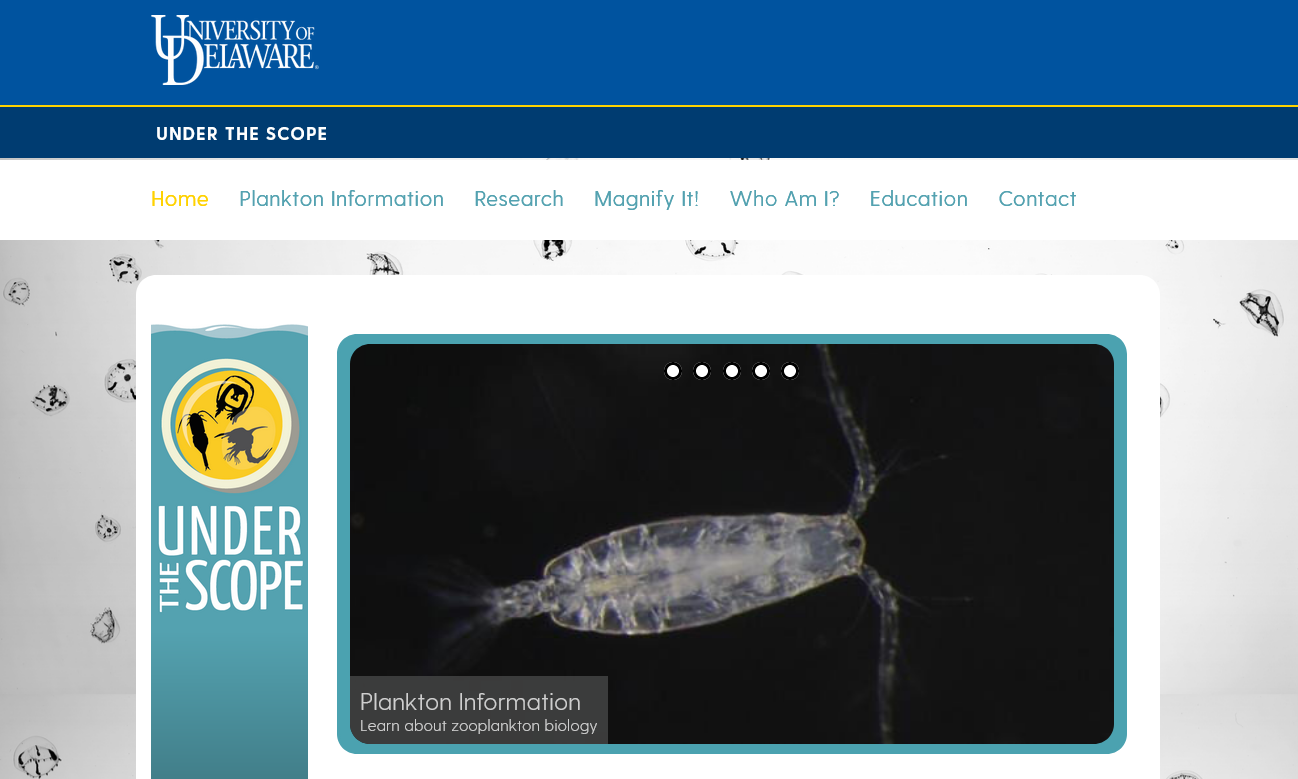 UNIVERSITY OF
DELAWARE
UNDER THE SCOPE
Home Plankton Information Research Magnify It! Who Am I? Education Contact
UNDER
THE SCOPE
Plankton Information
Learn about zooplankton biology